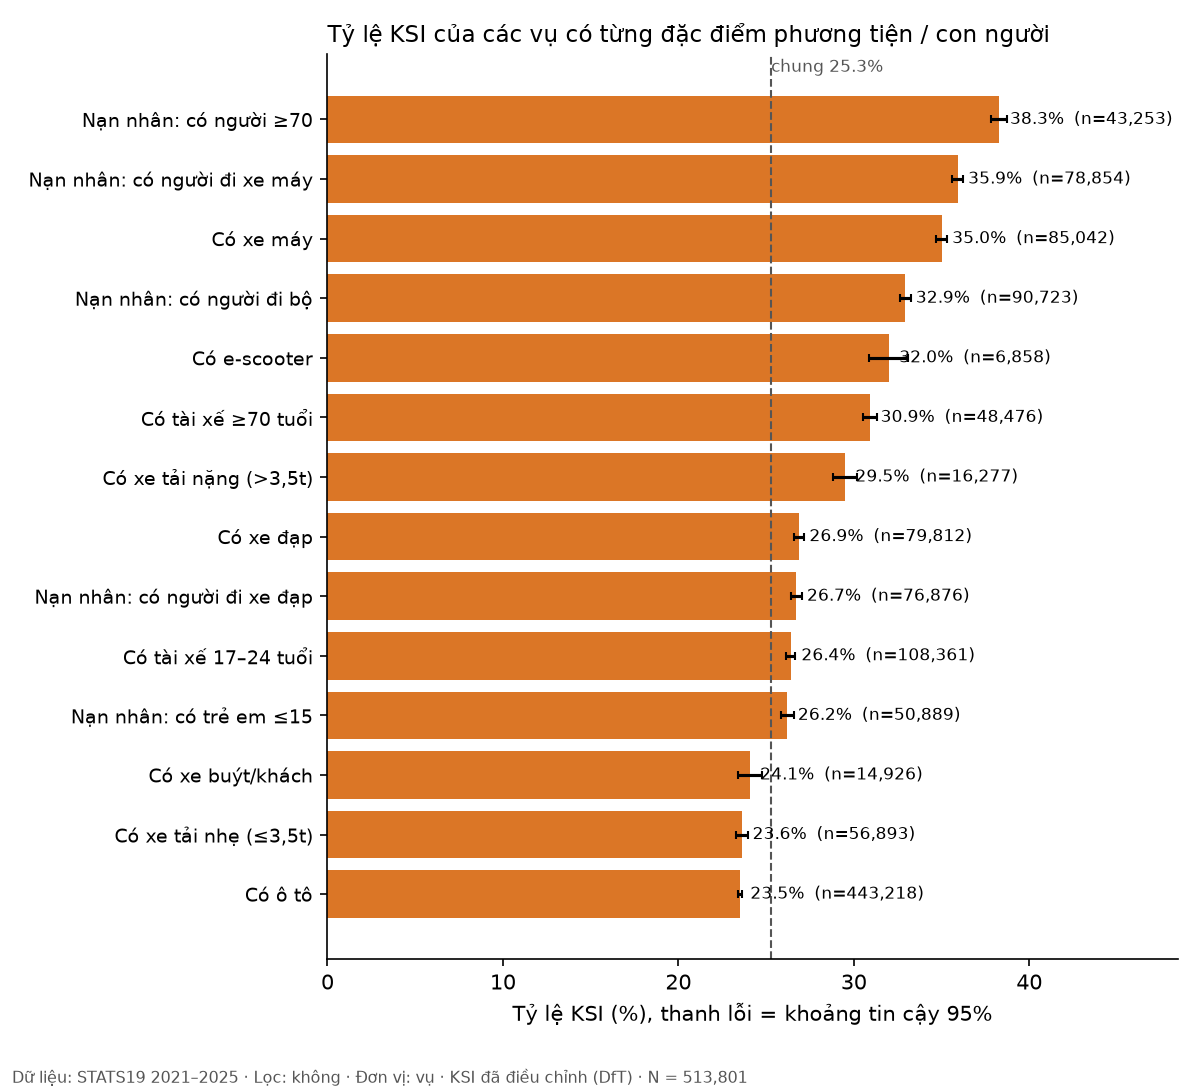 Tỷ lệ KSI của các vụ có từng đặc điểm phương tiện / con người
chung 25.3%
Nạn nhân: có người ≥70 38.3% (n=43,253)
Nạn nhân: có người đi xe máy 35.9% (n=78,854)
Có xe máy 35.0% (n=85,042)
Nạn nhân: có người đi bộ 32.9% (n=90,723)
Có e-scooter 32.0% (n=6,858)
Có tài xế ≥70 tuổi 30.9% (n=48,476)
Có xe tải nặng (>3,5t) 29.5% (n=16,277)
Có xe đạp 26.9% (n=79,812)
Nạn nhân: có người đi xe đạp 26.7% (n=76,876)
Có tài xế 17–24 tuổi 26.4% (n=108,361)
Nạn nhân: có trẻ em ≤15 26.2% (n=50,889)
Có xe buýt/khách 24.1% (n=14,926)
Có xe tải nhẹ (≤3,5t) 23.6% (n=56,893)
Có ô tô 23.5% (n=443,218)
0 10 20 30 40
Tỷ lệ KSI (%), thanh lỗi = khoảng tin cậy 95%
Dữ liệu: STATS19 2021–2025 · Lọc: không · Đơn vị: vụ · KSI đã điều chỉnh (DfT) · N = 513,801